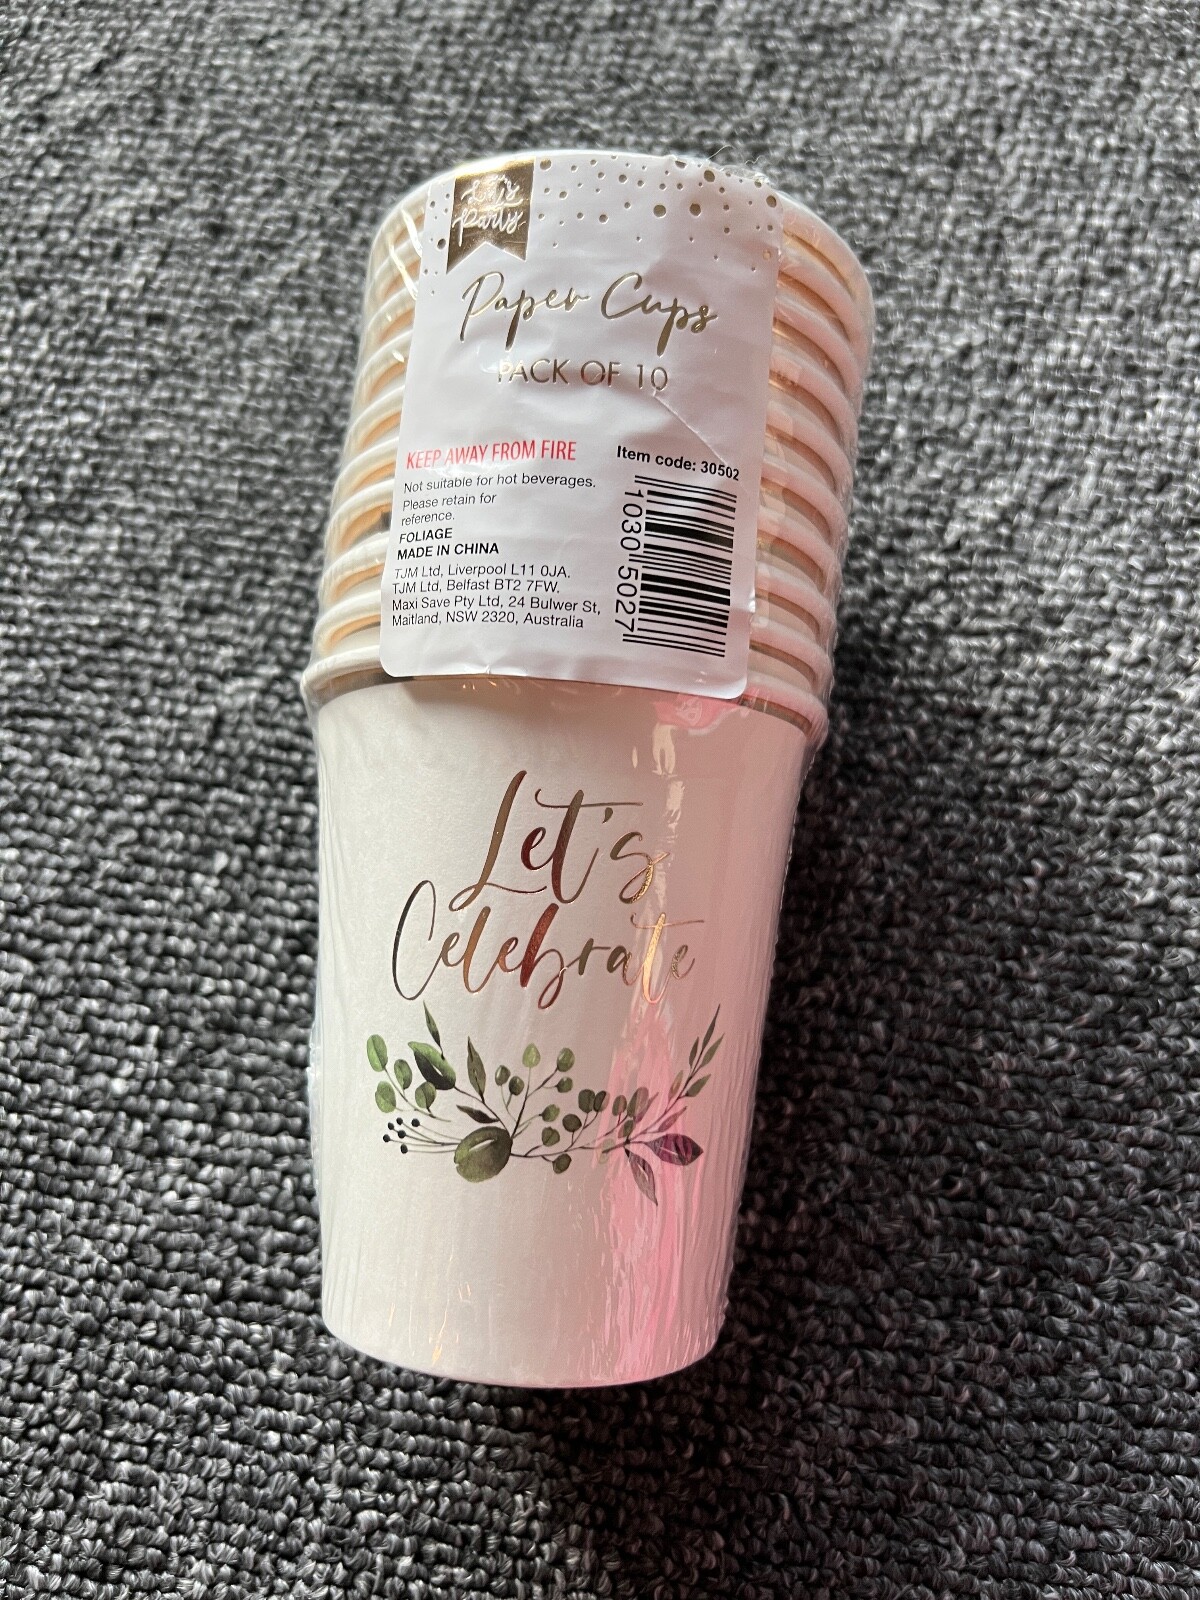 Let's
Party
Paper Cups
PACK OF 10
KEEP AWAY FROM FIRE
Not suitable for hot beverages.
Please retain for
reference.
FOLIAGE
MADE IN CHINA
TJM Ltd, Liverpool L11 0JA.
TJM Ltd, Belfast BT2 7FW.
Maxi Save Pty Ltd, 24 Bulwer St,
Maitland, NSW 2320, Australia
Item code: 30502
1030 5027
Let's
Celebrate